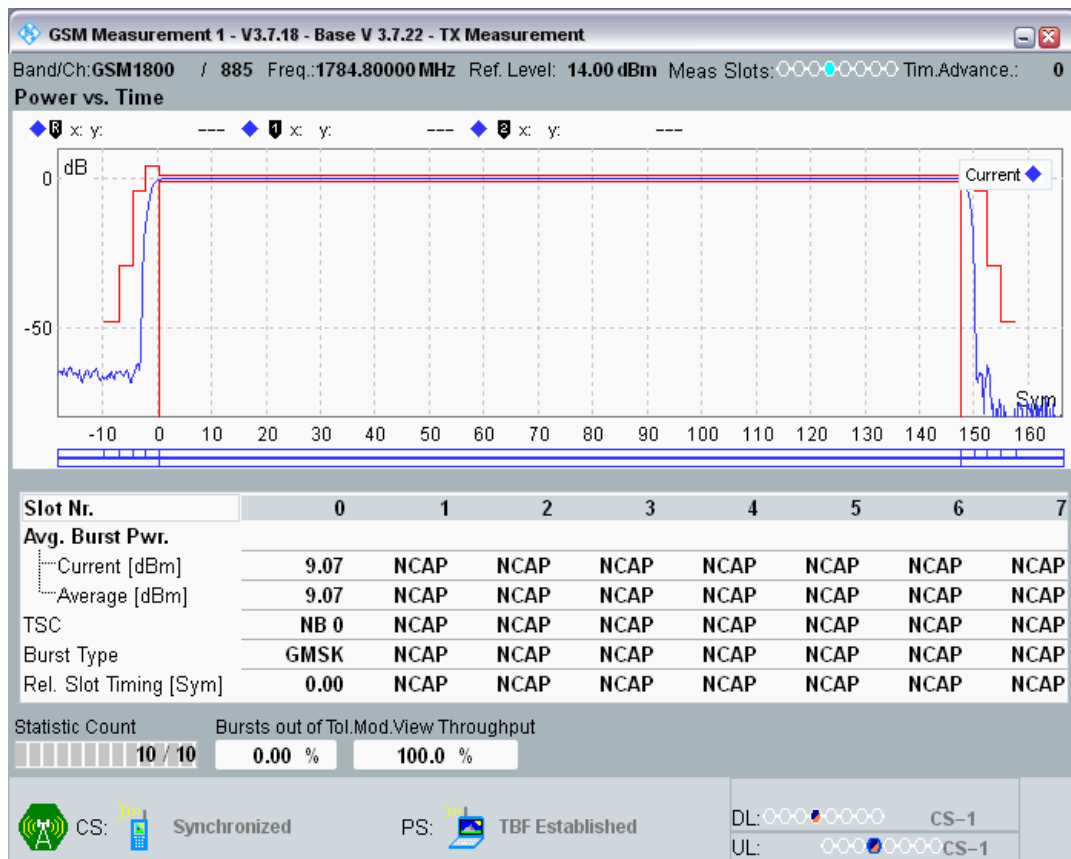 GSM Measurement 1 - V3.7.18 - Base V 3.7.22 - TX Measurement
Band/Ch:GSM1800 / 885 Freq.:1784.80000 MHz Ref. Level: 14.00 dBm Meas Slots: Tim.Advance.: 0
Power vs. Time
R x: y: --- 1 x: y: --- 2 x: y: ---
dB
0
Current
-50
Sym
-10 0 10 20 30 40 50 60 70 80 90 100 110 120 130 140 150 160
Slot Nr. 0 1 2 3 4 5 6 7
Avg. Burst Pwr.
Current [dBm] 9.07 NCAP NCAP NCAP NCAP NCAP NCAP NCAP
Average [dBm] 9.07 NCAP NCAP NCAP NCAP NCAP NCAP NCAP
TSC NB 0 NCAP NCAP NCAP NCAP NCAP NCAP NCAP
Burst Type GMSK NCAP NCAP NCAP NCAP NCAP NCAP NCAP
Rel. Slot Timing [Sym] 0.00 NCAP NCAP NCAP NCAP NCAP NCAP NCAP
Statistic Count Bursts out of Tol.Mod.View Throughput
10 / 10 0.00 % 100.0 %
CS: Synchronized PS: TBF Established
DL: CS-1
UL: CS-1